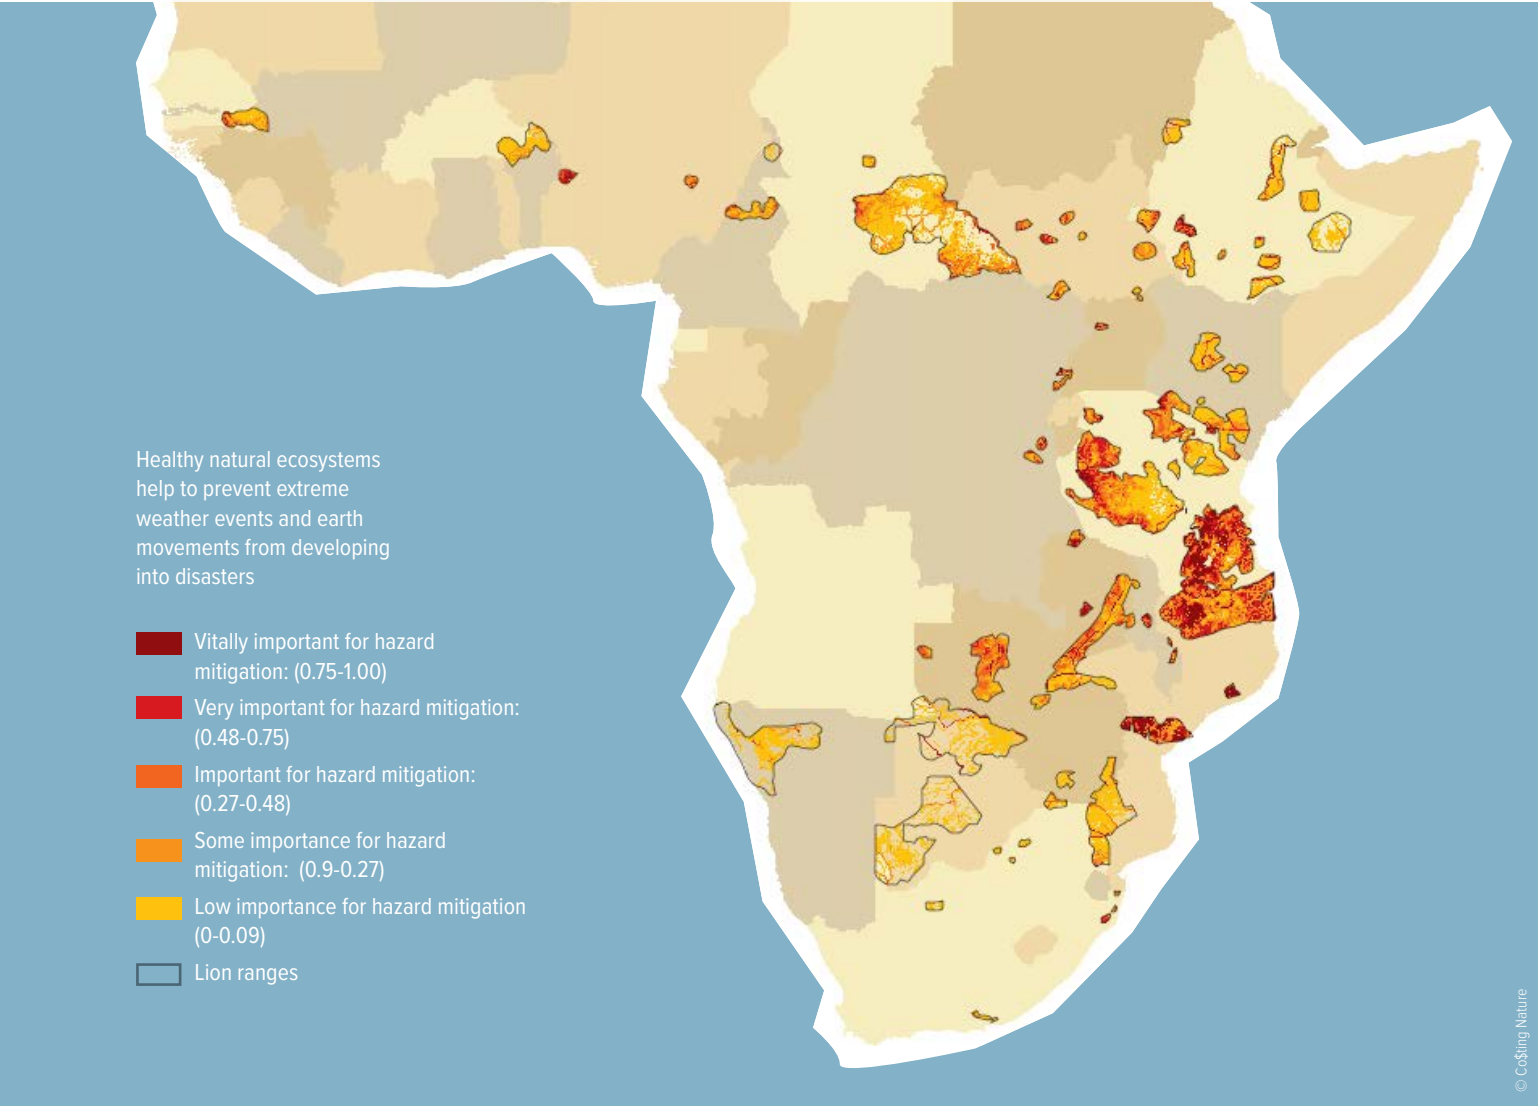 Healthy natural ecosystems
help to prevent extreme
weather events and earth
movements from developing
into disasters
Vitally important for hazard
mitigation: (0.75-1.00)
Very important for hazard mitigation:
(0.48-0.75)
Important for hazard mitigation:
(0.27-0.48)
Some importance for hazard
mitigation:  (0.9-0.27)
Low importance for hazard mitigation
(0-0.09)
Lion ranges
© Co$ting Nature